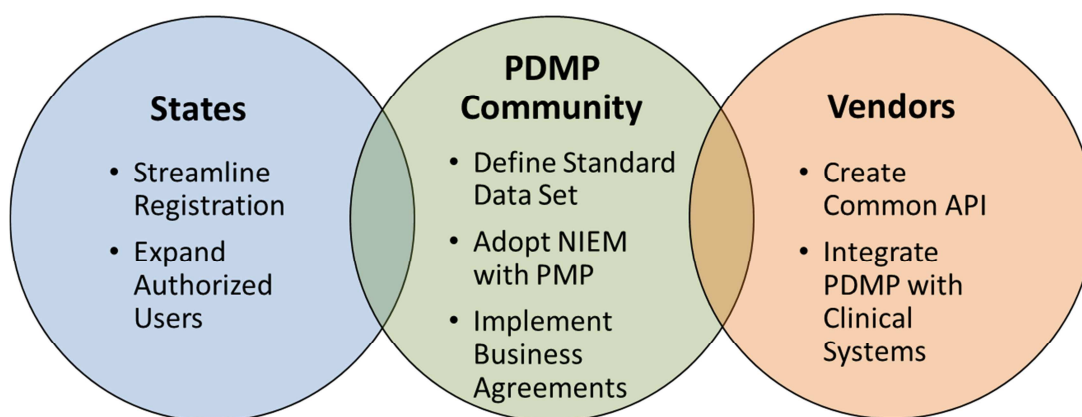 States
• Streamline
Registration
• Expand
Authorized
Users
PDMP
Community
• Define Standard
Data Set
• Adopt NIEM
with PMP
• Implement
Business
Agreements
Vendors
• Create
Common API
• Integrate
PDMP with
Clinical
Systems